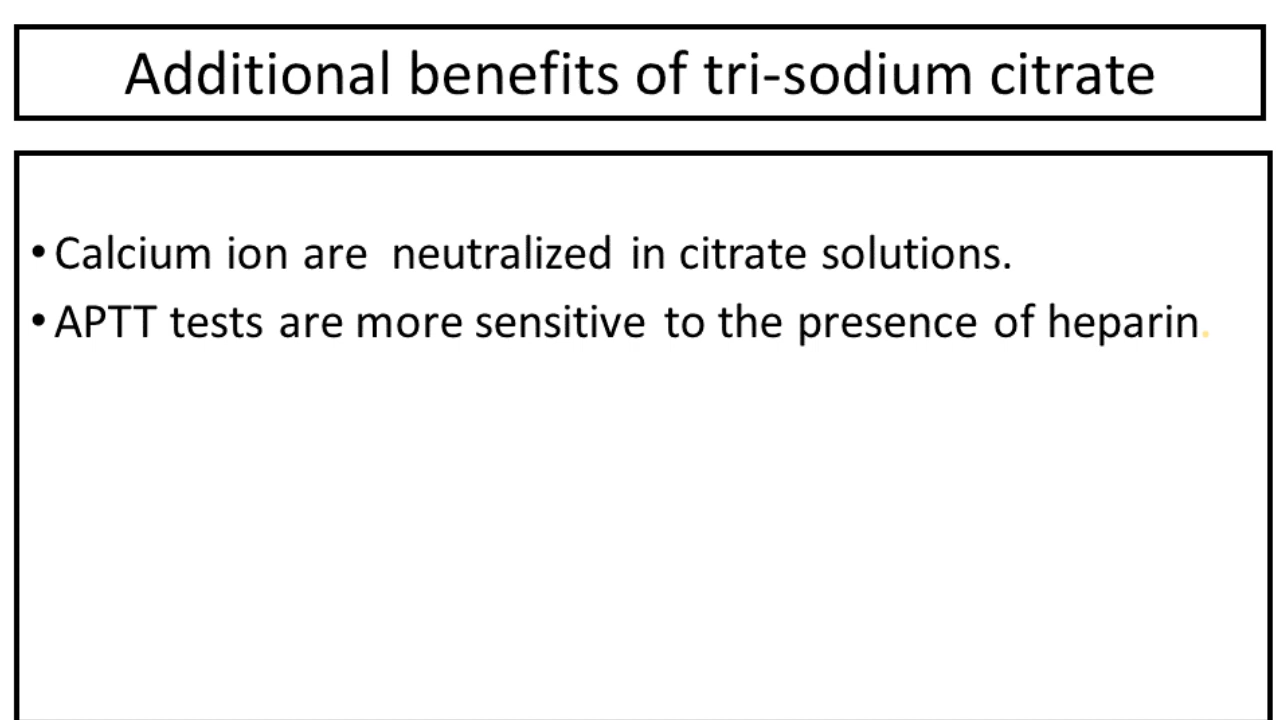 Additional benefits of tri-sodium citrate
• Calcium ion are neutralized in citrate solutions.
• APTT tests are more sensitive to the presence of heparin.